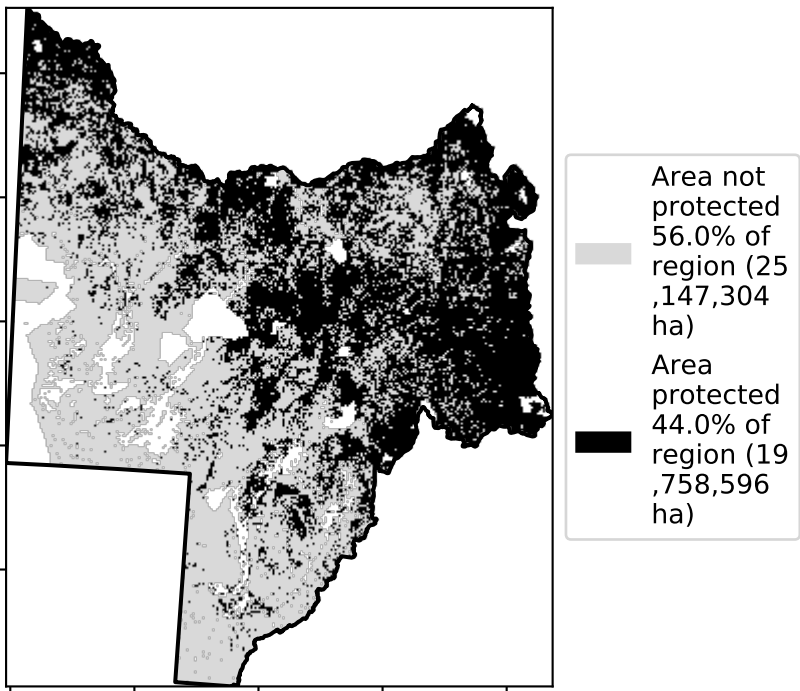 Area not
protected
56.0% of
region (25
,147,304
ha)
Area
protected
44.0% of
region (19
,758,596
ha)